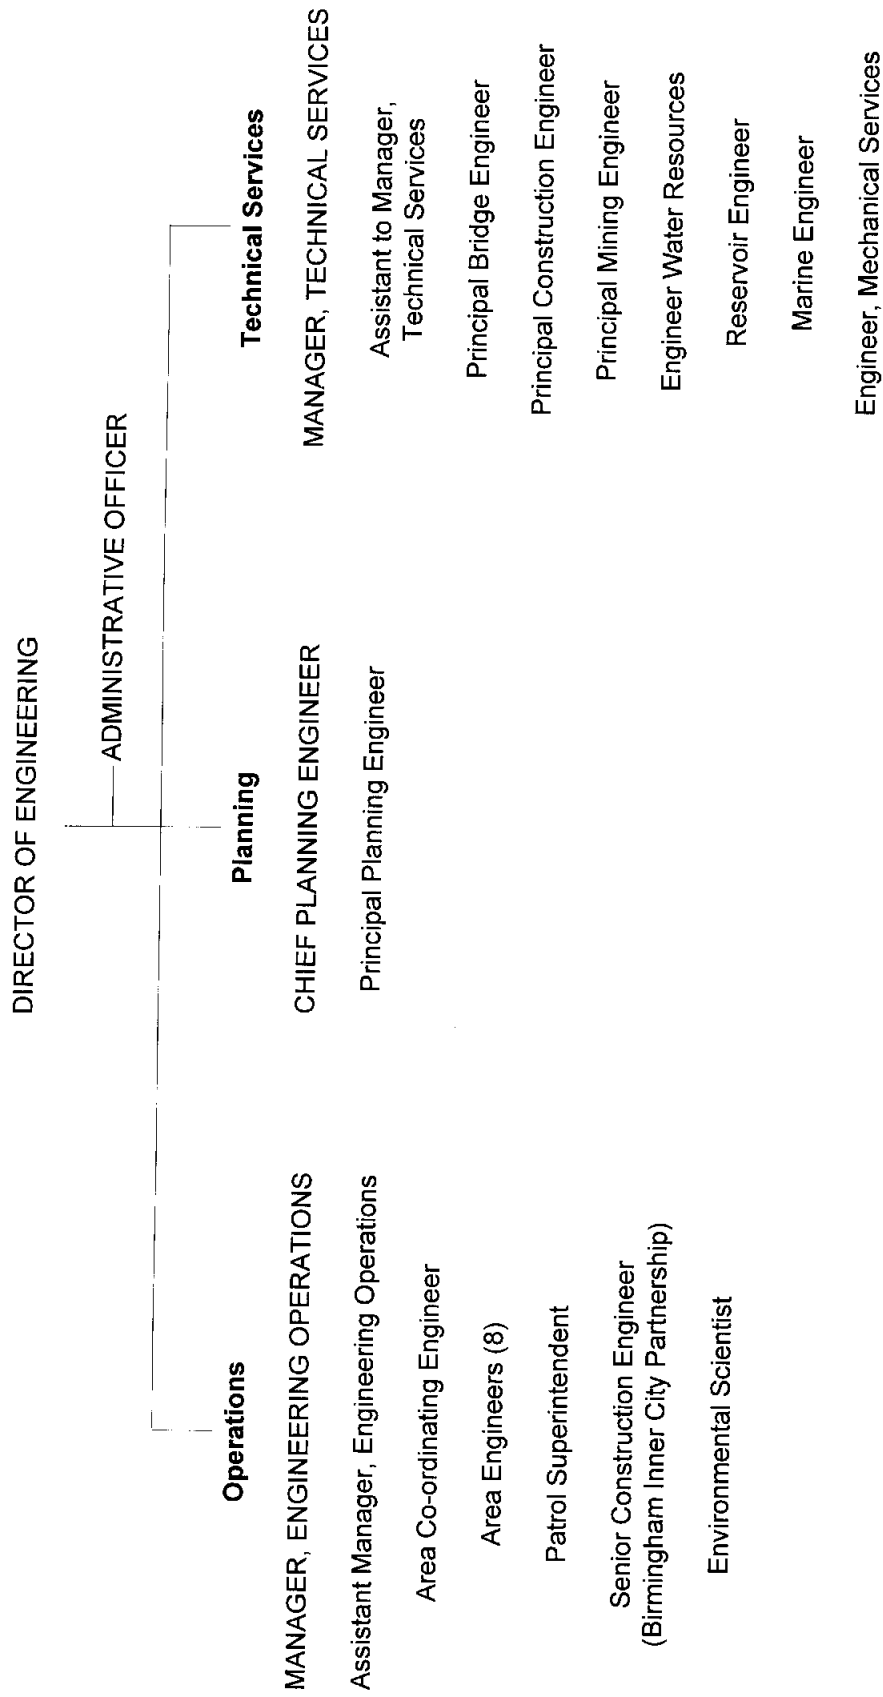 DIRECTOR OF ENGINEERING
ADMINISTRATIVE OFFICER
Operations
MANAGER, ENGINEERING OPERATIONS
Assistant Manager, Engineering Operations
Area Co-ordinating Engineer
Area Engineers (8)
Patrol Superintendent
Senior Construction Engineer
(Birmingham Inner City Partnership)
Environmental Scientist
Planning
CHIEF PLANNING ENGINEER
Principal Planning Engineer
Technical Services
MANAGER, TECHNICAL SERVICES
Assistant to Manager,
Technical Services
Principal Bridge Engineer
Principal Construction Engineer
Principal Mining Engineer
Engineer Water Resources
Reservoir Engineer
Marine Engineer
Engineer, Mechanical Services